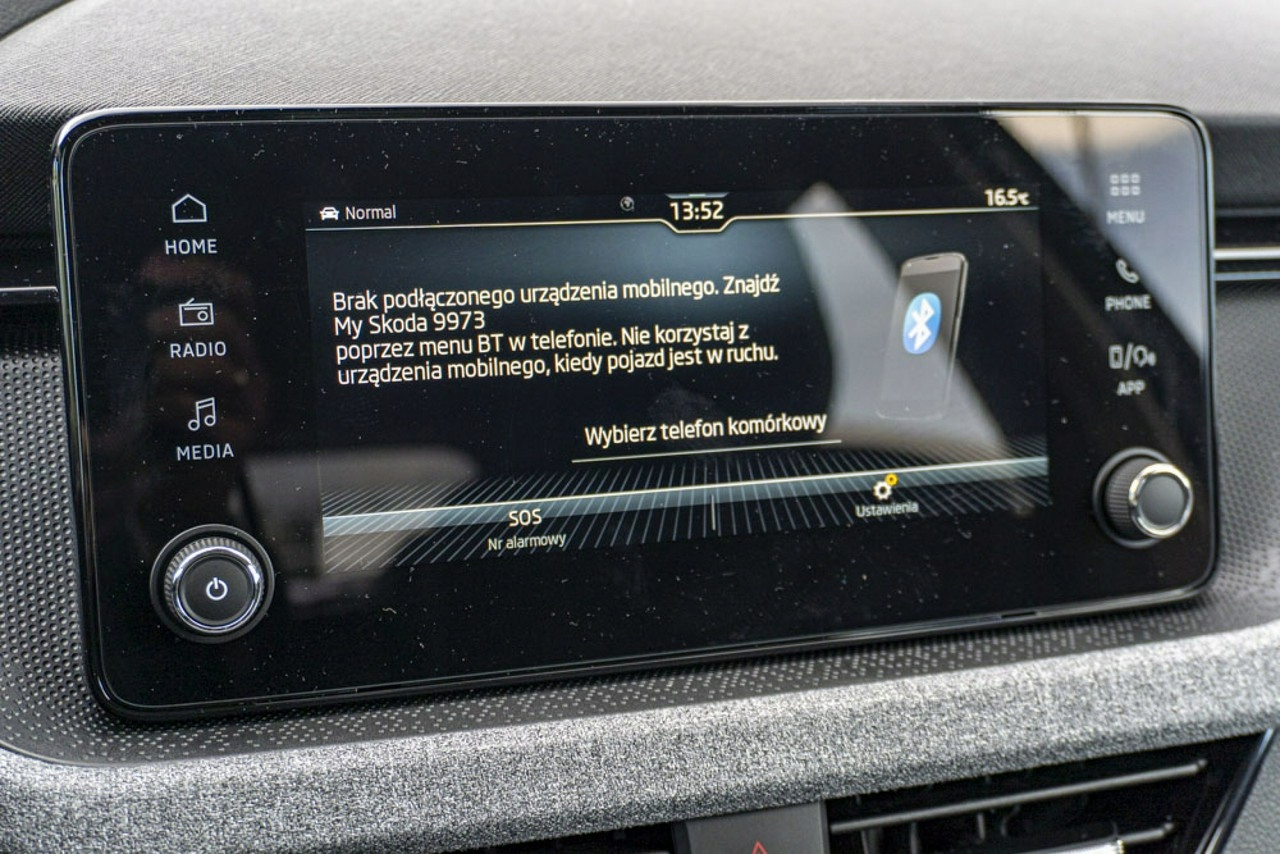 Normal
13:52
16.5°C
HOME
RADIO
MEDIA
Brak podłączonego urządzenia mobilnego. Znajdź
My Skoda 9973
poprzez menu BT w telefonie. Nie korzystaj z
urządzenia mobilnego, kiedy pojazd jest w ruchu.
Wybierz telefon komórkowy
SOS
Nr alarmowy
Ustawienia
MENU
PHONE
APP